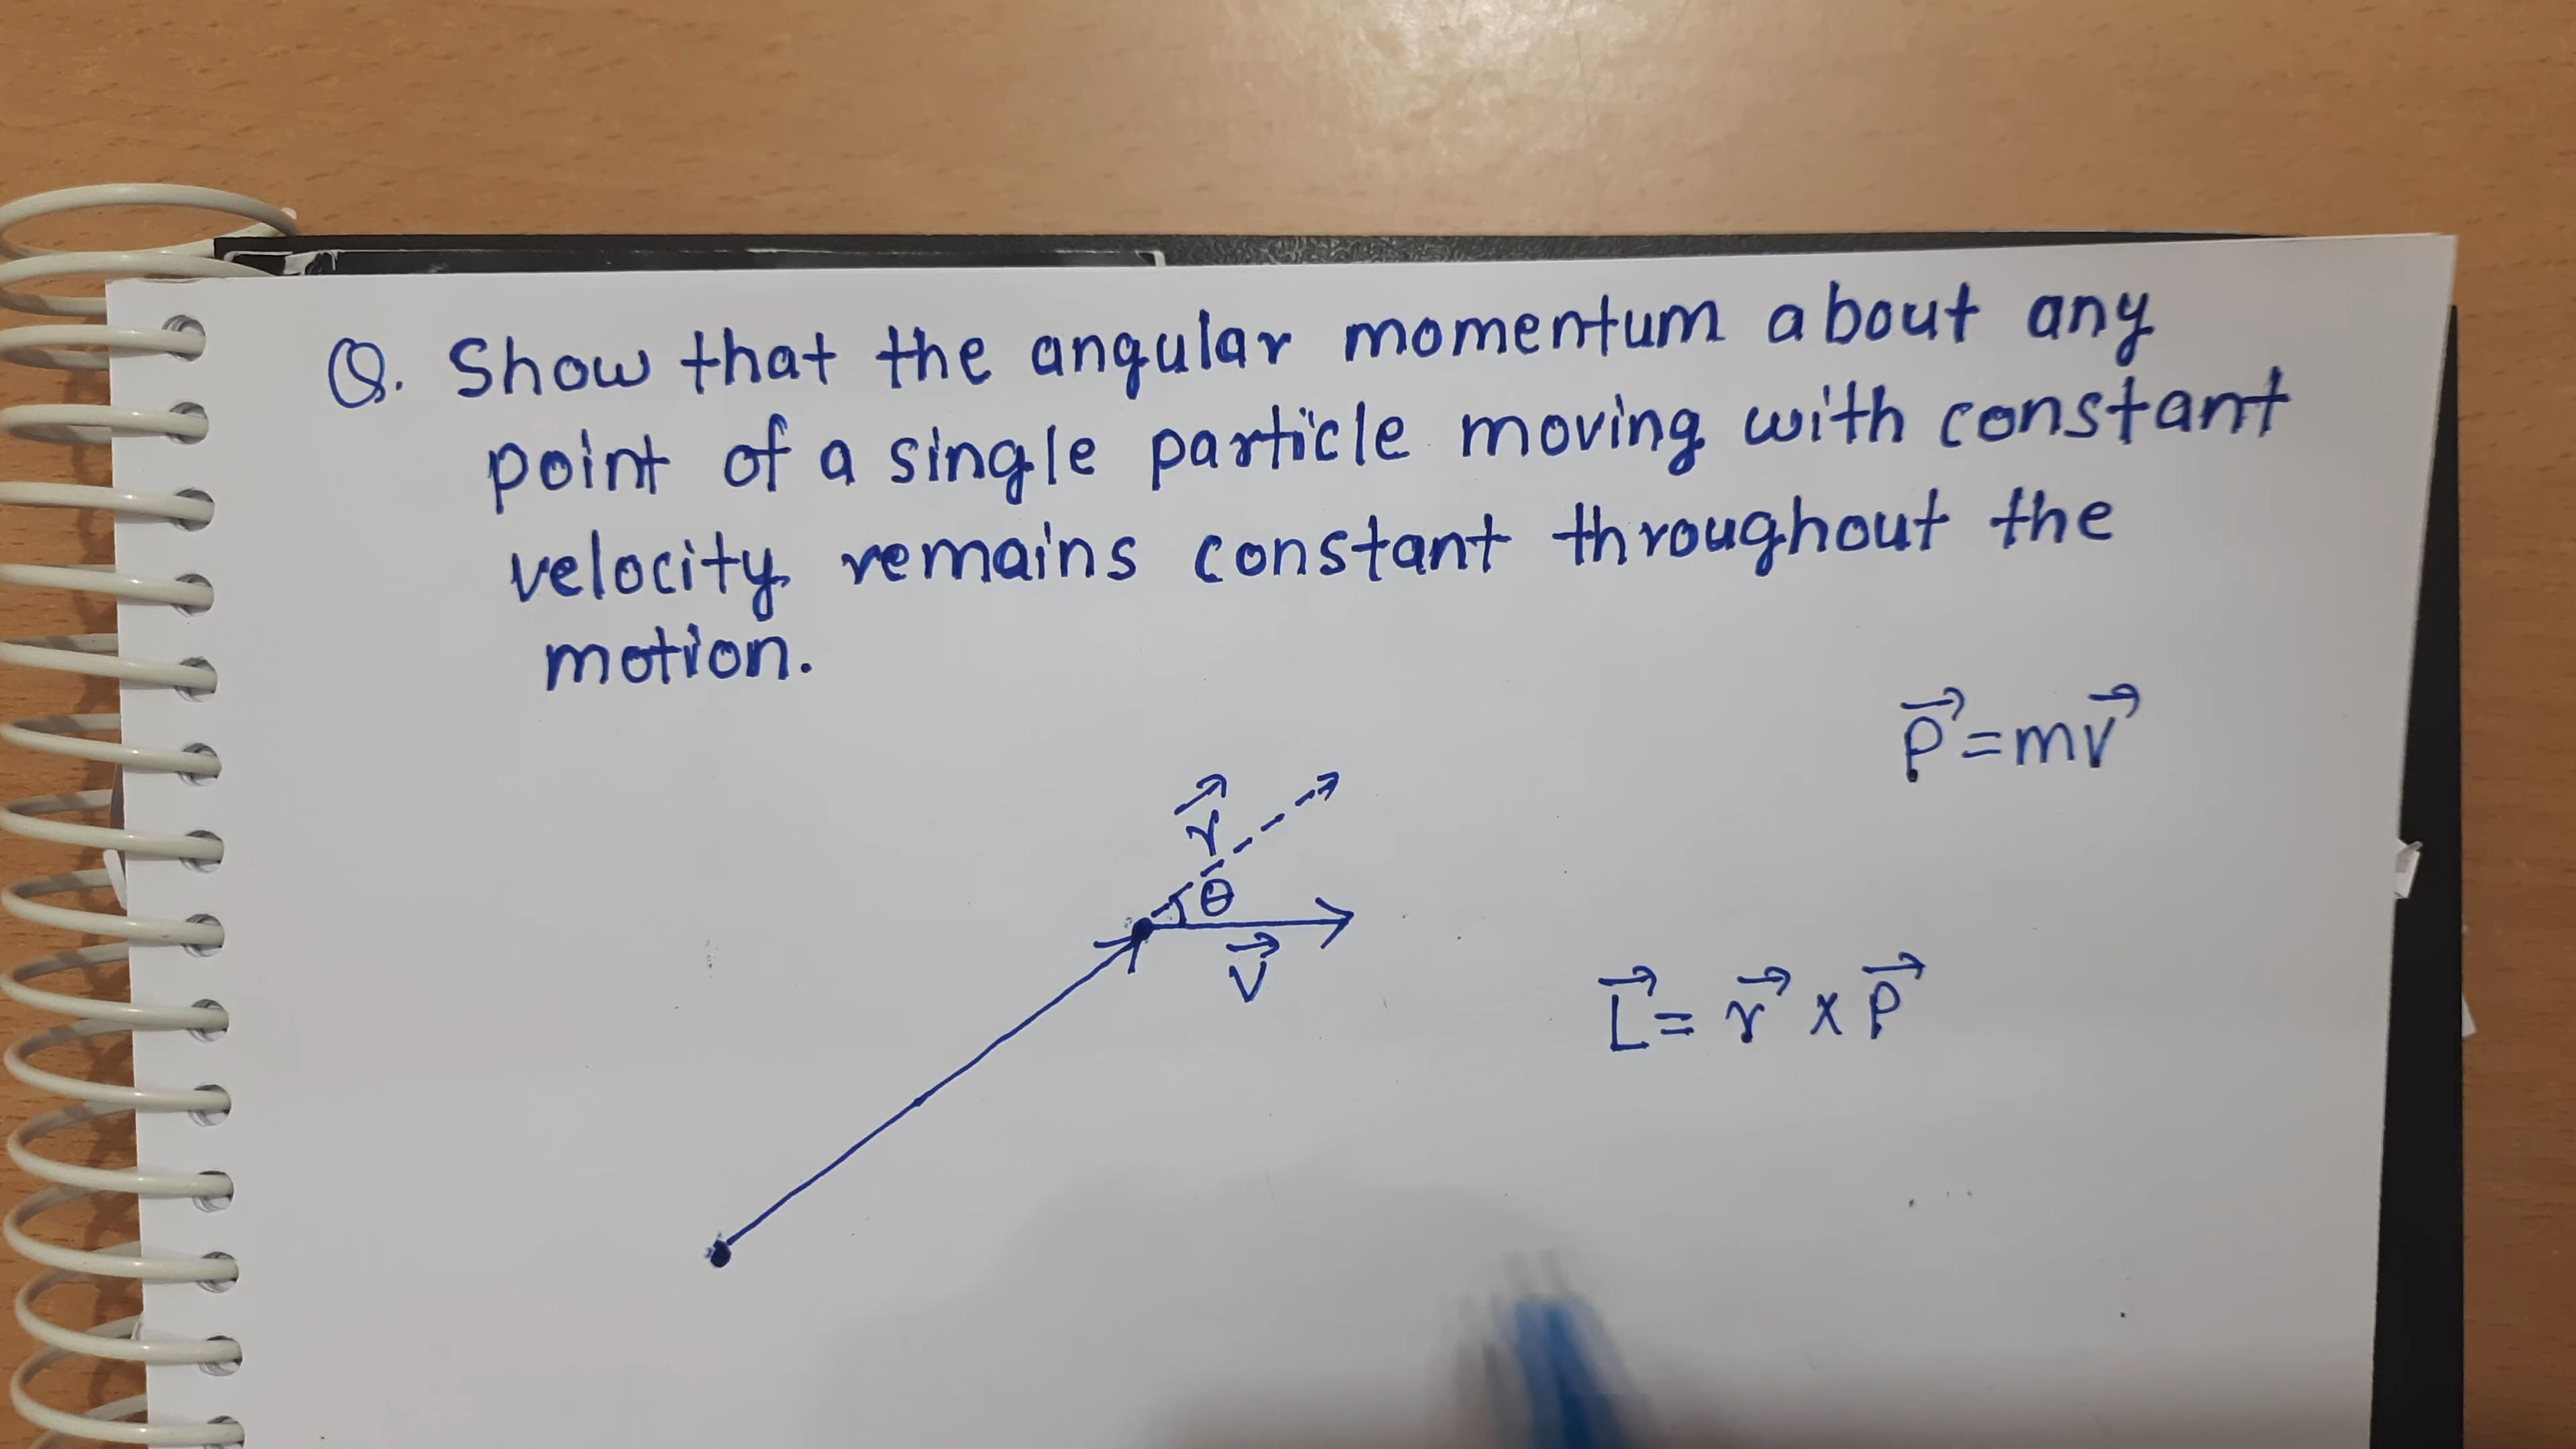 Q. Show that the angular momentum about any
point of a single particle moving with constant
velocity remains constant throughout the
motion.
P⃗ = mv⃗
r⃗
θ
v⃗
L⃗ = r⃗ × P⃗